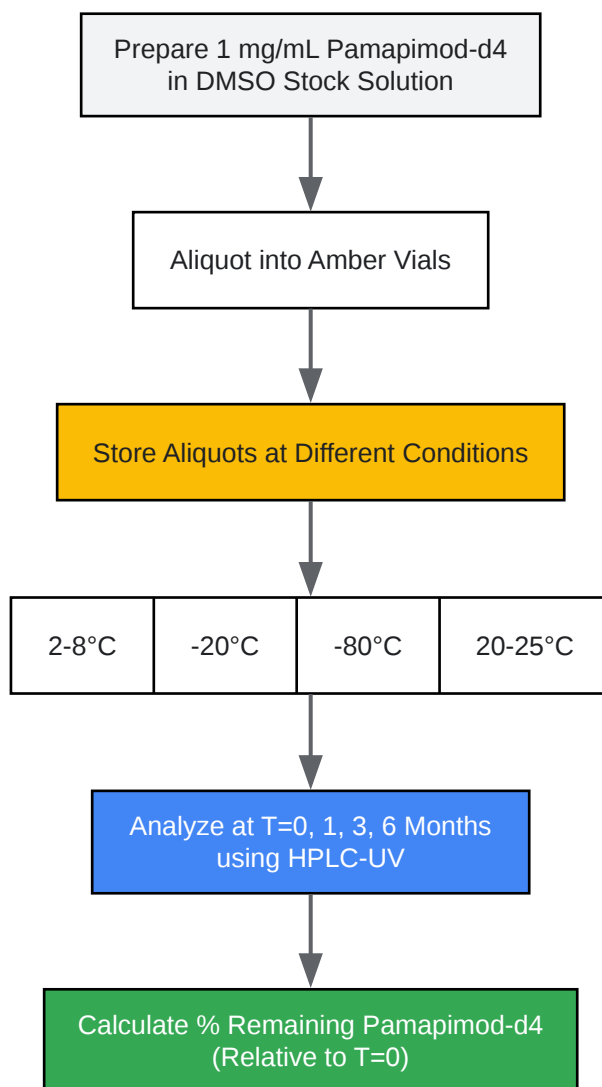 Prepare 1 mg/mL Pamapimod-d4
in DMSO Stock Solution
Aliquot into Amber Vials
Store Aliquots at Different Conditions
2-8°C -20°C -80°C 20-25°C
Analyze at T=0, 1, 3, 6 Months
using HPLC-UV
Calculate % Remaining Pamapimod-d4
(Relative to T=0)